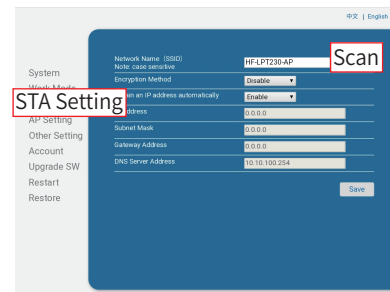 中文 | English
System
Work Mode
STA Setting
AP Setting
Other Setting
Account
Upgrade SW
Restart
Restore
Network Name (SSID)
Note: case sensitive
HF-LPT230-AP
Scan
Encryption Method
Disable
an IP address automatically
Enable
0.0.0.0
Subnet Mask
0.0.0.0
Gateway Address
0.0.0.0
DNS Server Address
10.10.100.254
Save